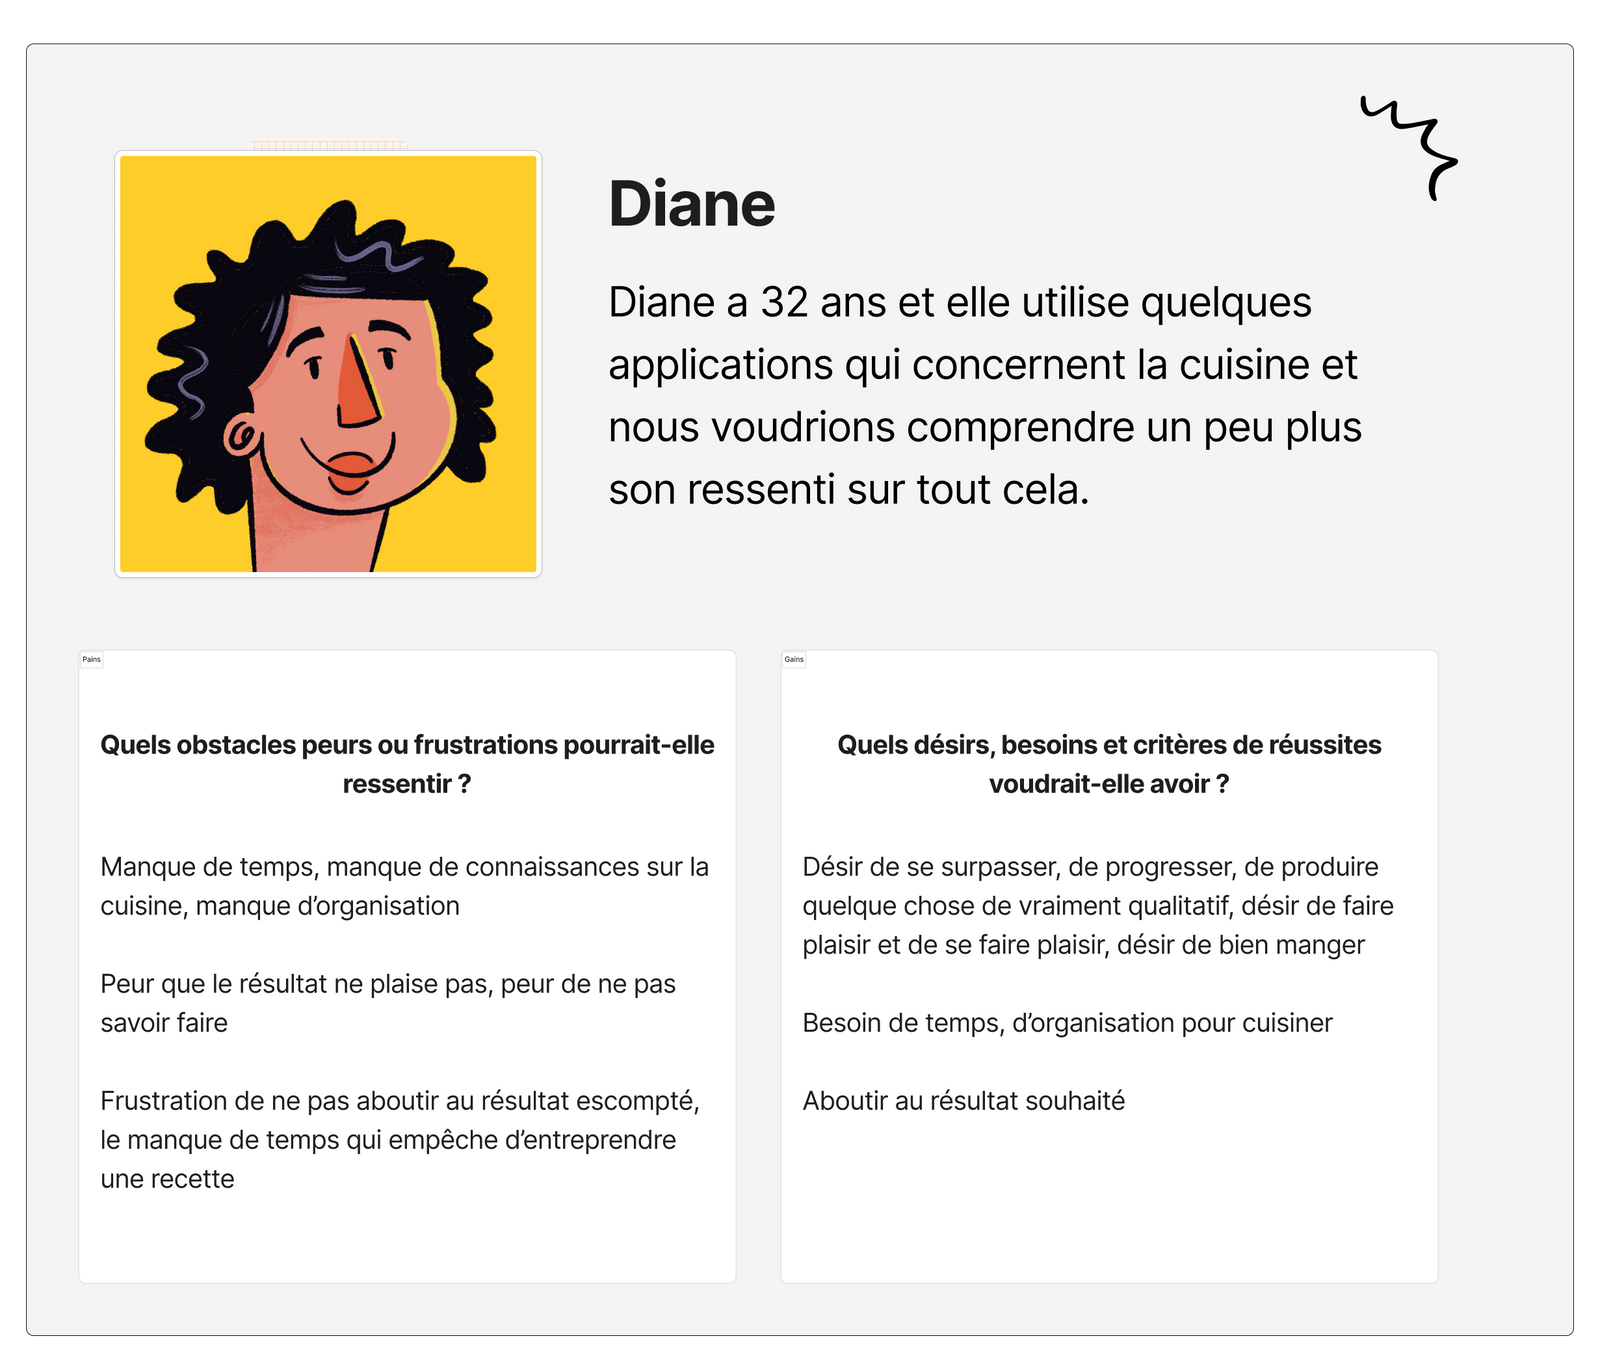 Diane
Diane a 32 ans et elle utilise quelques
applications qui concernent la cuisine et
nous voudrions comprendre un peu plus
son ressenti sur tout cela.
Pains
Quels obstacles peurs ou frustrations pourrait-elle
ressentir ?
Manque de temps, manque de connaissances sur la
cuisine, manque d’organisation
Peur que le résultat ne plaise pas, peur de ne pas
savoir faire
Frustration de ne pas aboutir au résultat escompté,
le manque de temps qui empêche d’entreprendre
une recette
Gains
Quels désirs, besoins et critères de réussites
voudrait-elle avoir ?
Désir de se surpasser, de progresser, de produire
quelque chose de vraiment qualitatif, désir de faire
plaisir et de se faire plaisir, désir de bien manger
Besoin de temps, d’organisation pour cuisiner
Aboutir au résultat souhaité